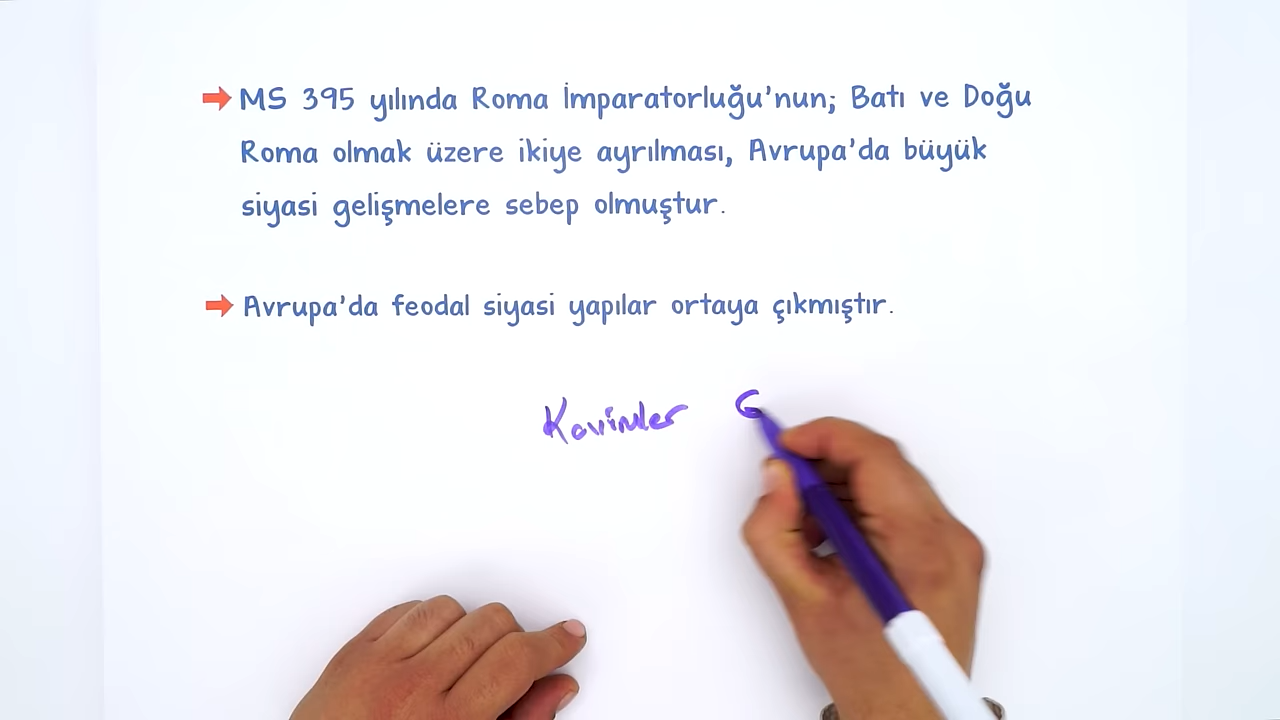 MS 395 yılında Roma İmparatorluğu'nun; Batı ve Doğu
Roma olmak üzere ikiye ayrılması, Avrupa'da büyük
siyasi gelişmelere sebep olmuştur.
Avrupa'da feodal siyasi yapılar ortaya çıkmıştır.
Kavimler G